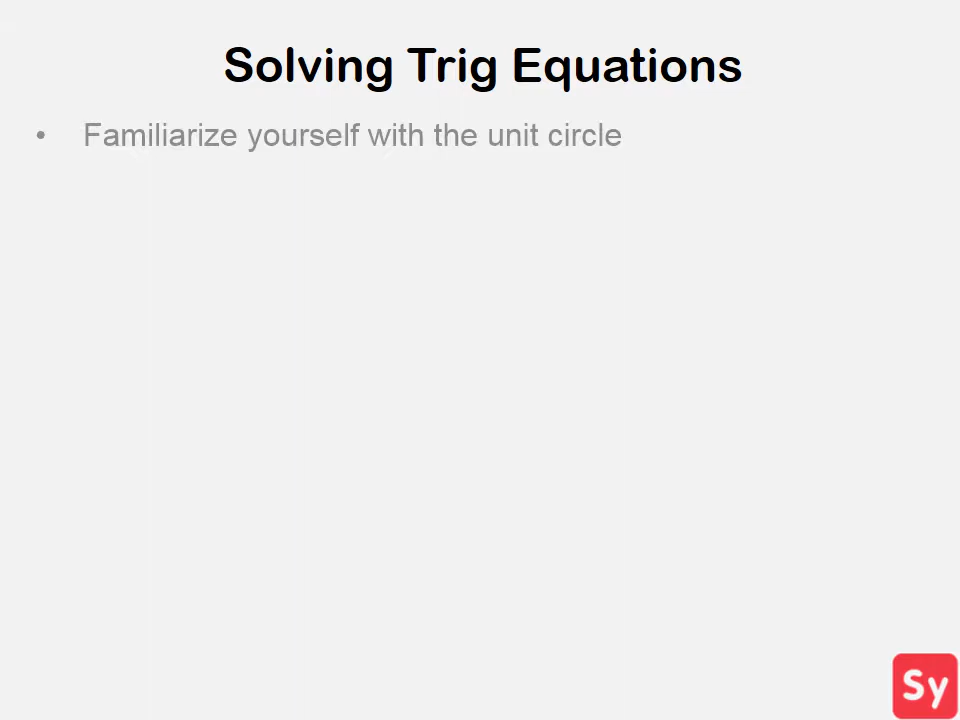 Solving Trig Equations
• Familiarize yourself with the unit circle
Sy